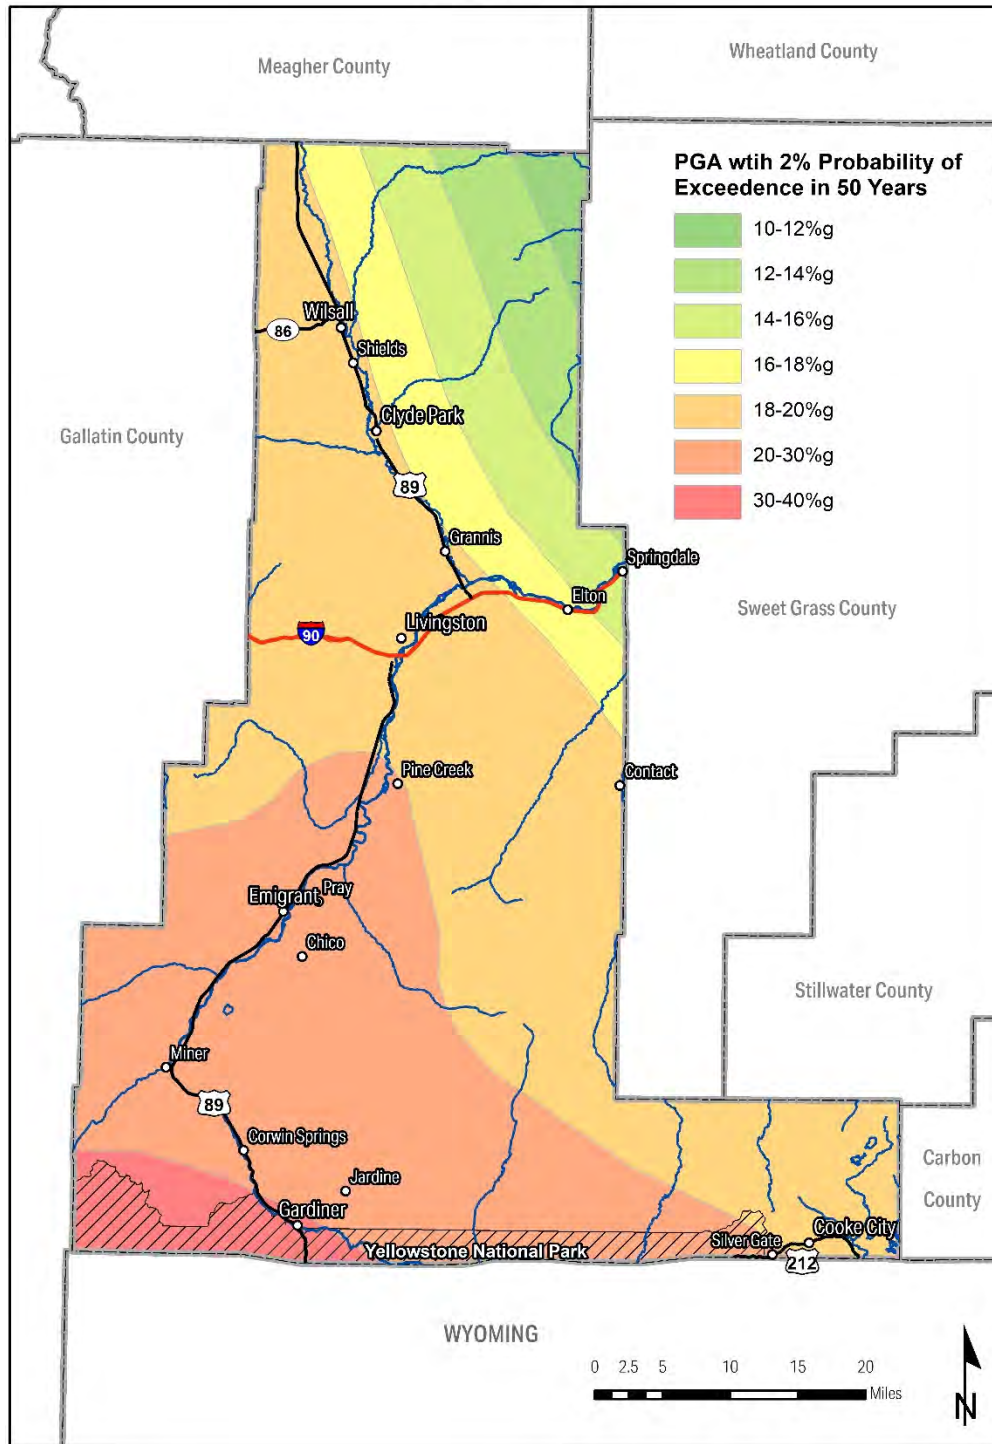 Meagher County
Wheatland County
PGA wtih 2% Probability of
Exceedence in 50 Years
10-12%g
12-14%g
14-16%g
16-18%g
18-20%g
20-30%g
30-40%g
Wilsall
86
Shields
Clyde Park
Gallatin County
89
Grannis
Springdale
Elton
Sweet Grass County
Livingston
90
Pine Creek
Contact
Pray
Emigrant
Chico
Stillwater County
Miner
89
Corwin Springs
Carbon
County
Jardine
Gardiner
Cooke City
Silver Gate
Yellowstone National Park
212
WYOMING
0 2.5 5 10 15 20
Miles
N